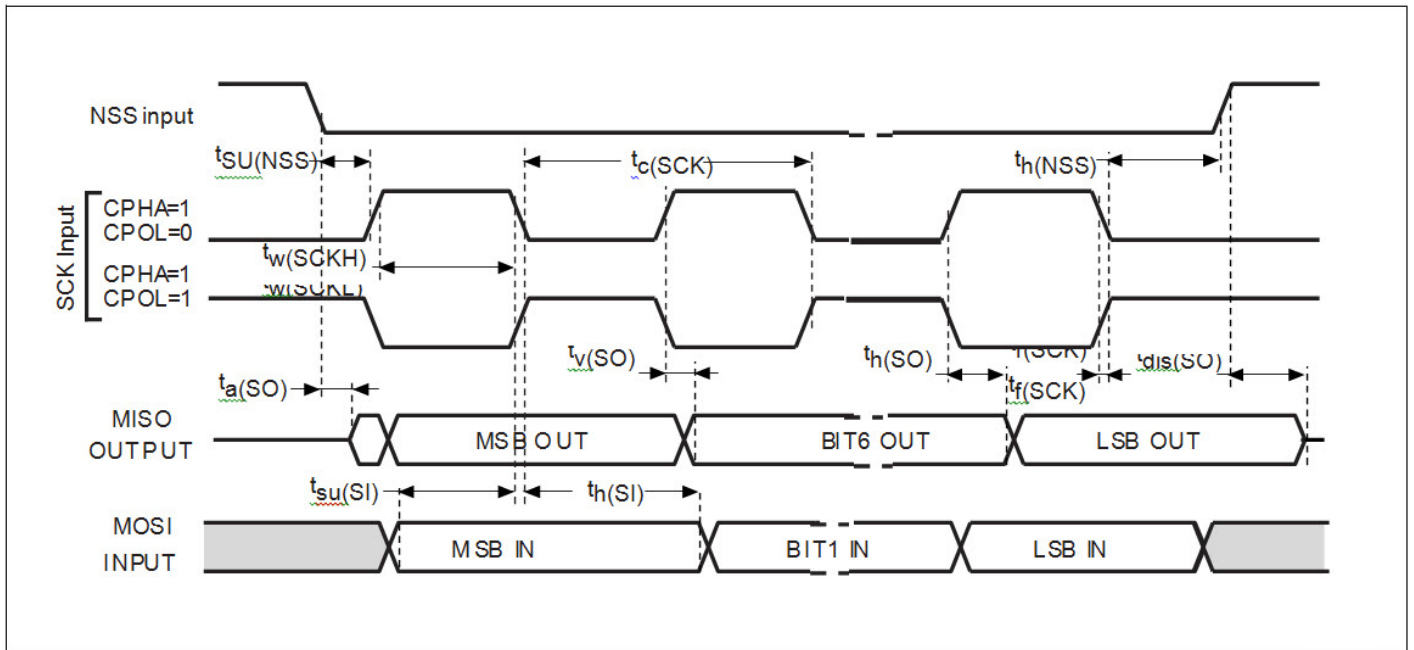 NSS input
tSU(NSS)
tc(SCK)
th(NSS)
SCK Input
CPHA=1
CPOL=0
tw(SCKH)
CPHA=1
CPOL=1
tv(SO)
th(SO)
ta(SO)
tf(SCK)
tdis(SO)
MISO
OUTPUT
MSB OUT
BIT6 OUT
LSB OUT
tsu(SI)
th(SI)
MOSI
INPUT
MSB IN
BIT1 IN
LSB IN